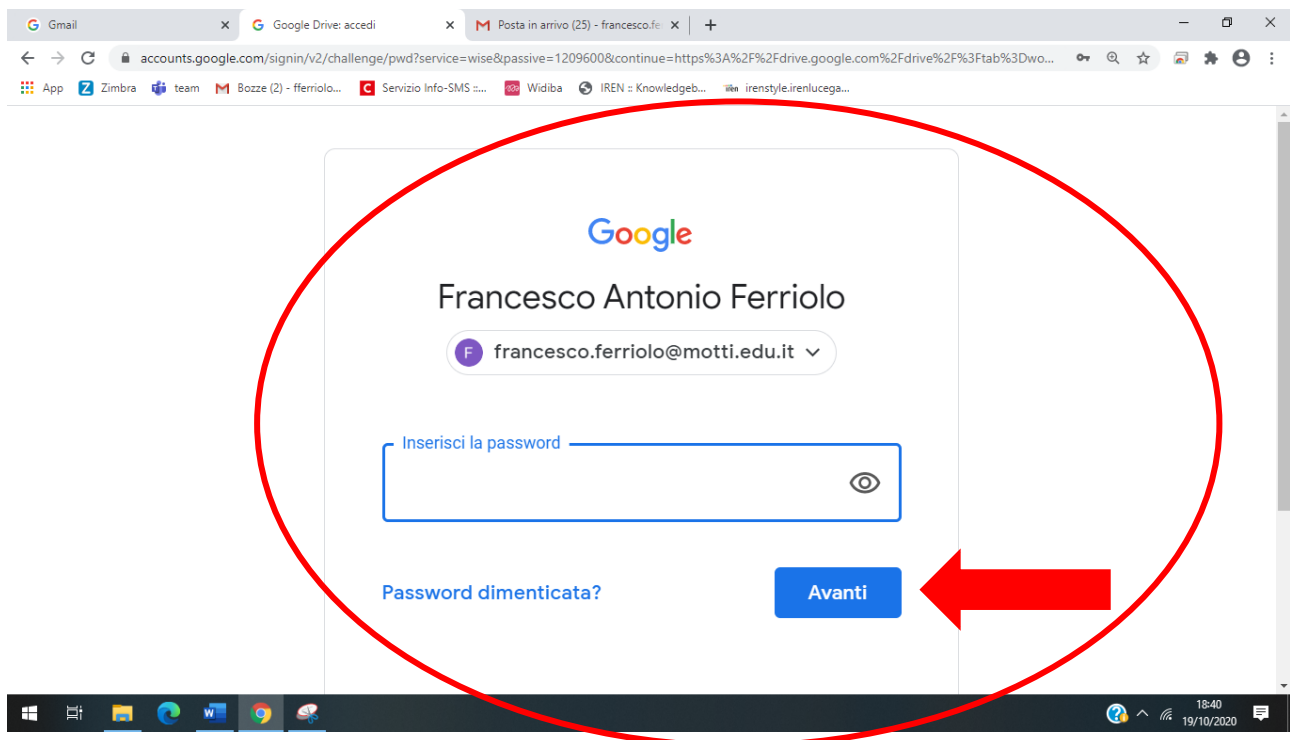 Gmail
Google Drive: accedi
Posta in arrivo (25) - francesco.fe
accounts.google.com/signin/v2/challenge/pwd?service=wise&passive=1209600&continue=https%3A%2F%2Fdrive.google.com%2Fdrive%2F%3Ftab%3Dwo...
App Zimbra team Bozze (2) - fferriolo... Servizio Info-SMS ::... Widiba IREN :: Knowledgeb... irenstyle.irenlucega...
Google
Francesco Antonio Ferriolo
F francesco.ferriolo@motti.edu.it
Inserisci la password
Password dimenticata?
Avanti
18:40
19/10/2020